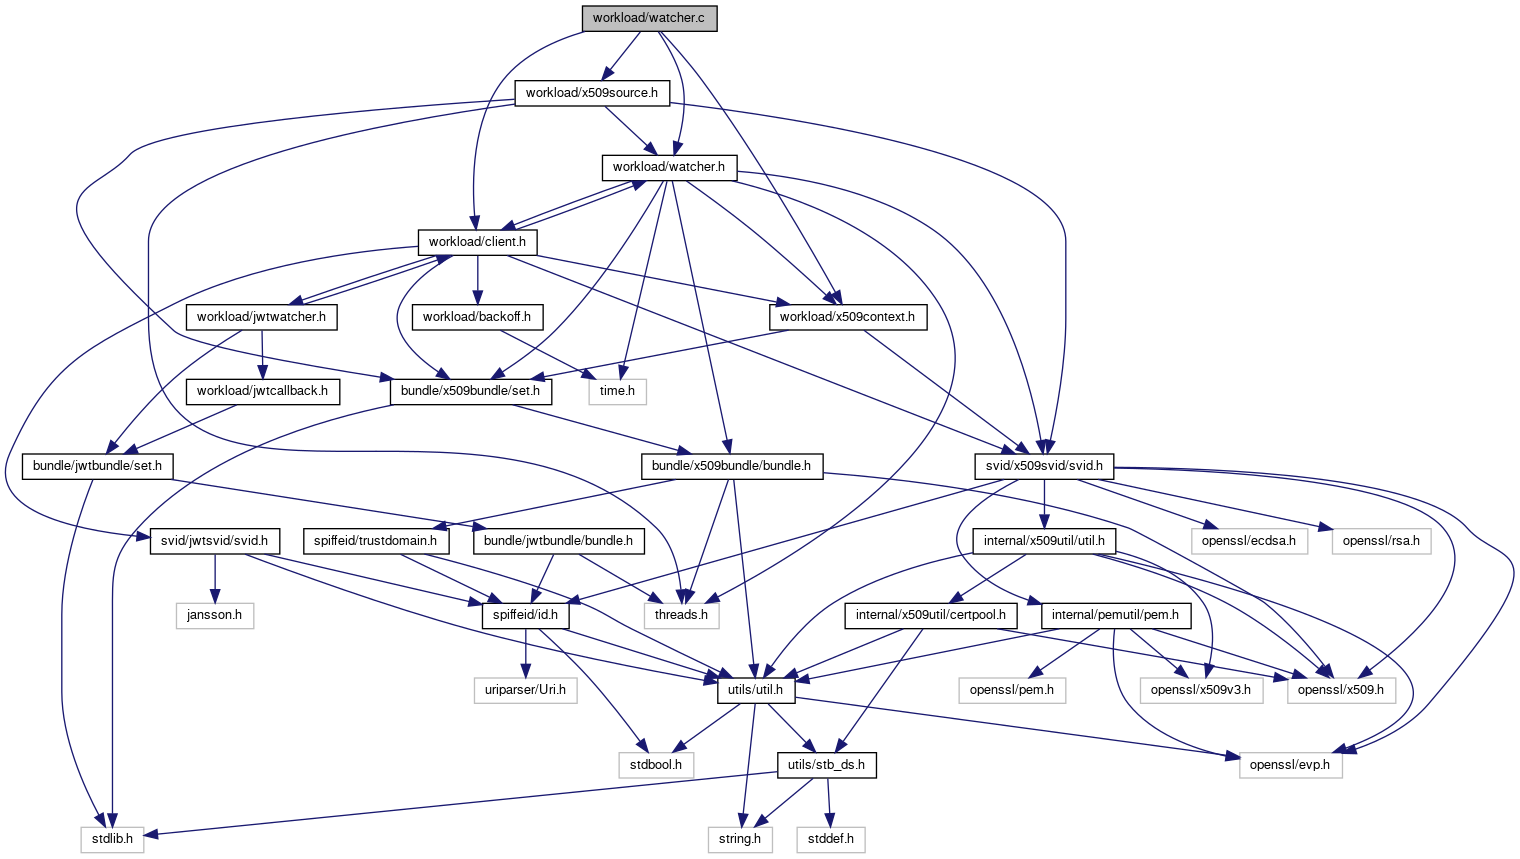 workload/watcher.c
workload/x509source.h
workload/watcher.h
workload/client.h
workload/jwtwatcher.h
workload/backoff.h
workload/x509context.h
workload/jwtcallback.h
bundle/x509bundle/set.h
time.h
bundle/jwtbundle/set.h
bundle/x509bundle/bundle.h
svid/x509svid/svid.h
svid/jwtsvid/svid.h
spiffeid/trustdomain.h
bundle/jwtbundle/bundle.h
internal/x509util/util.h
openssl/ecdsa.h
openssl/rsa.h
jansson.h
spiffeid/id.h
threads.h
internal/x509util/certpool.h
internal/pemutil/pem.h
uriparser/Uri.h
utils/util.h
openssl/pem.h
openssl/x509v3.h
openssl/x509.h
stdbool.h
utils/stb_ds.h
openssl/evp.h
stdlib.h
string.h
stddef.h